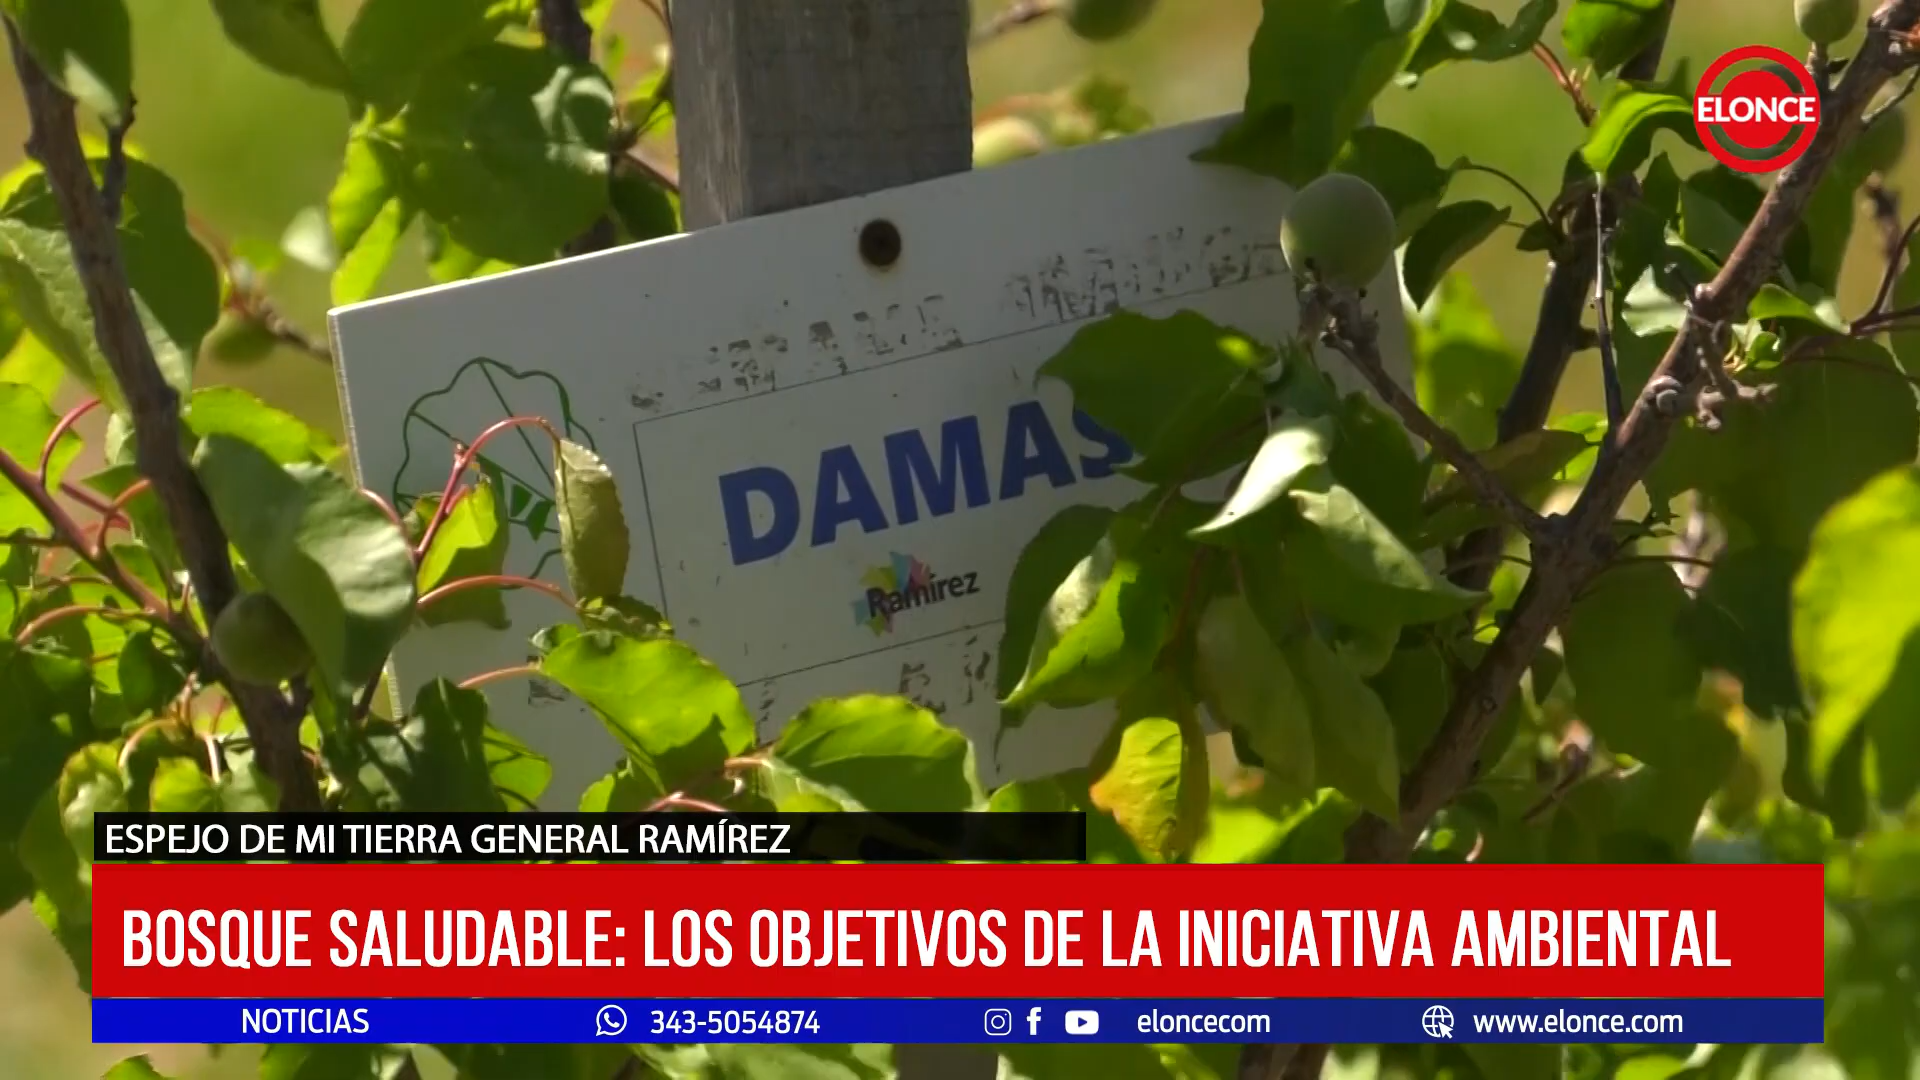 ELONCE
DAMAS
Ramírez
ESPEJO DE MI TIERRA GENERAL RAMÍREZ
BOSQUE SALUDABLE: LOS OBJETIVOS DE LA INICIATIVA AMBIENTAL
NOTICIAS 343-5054874 eloncecom www.elonce.com